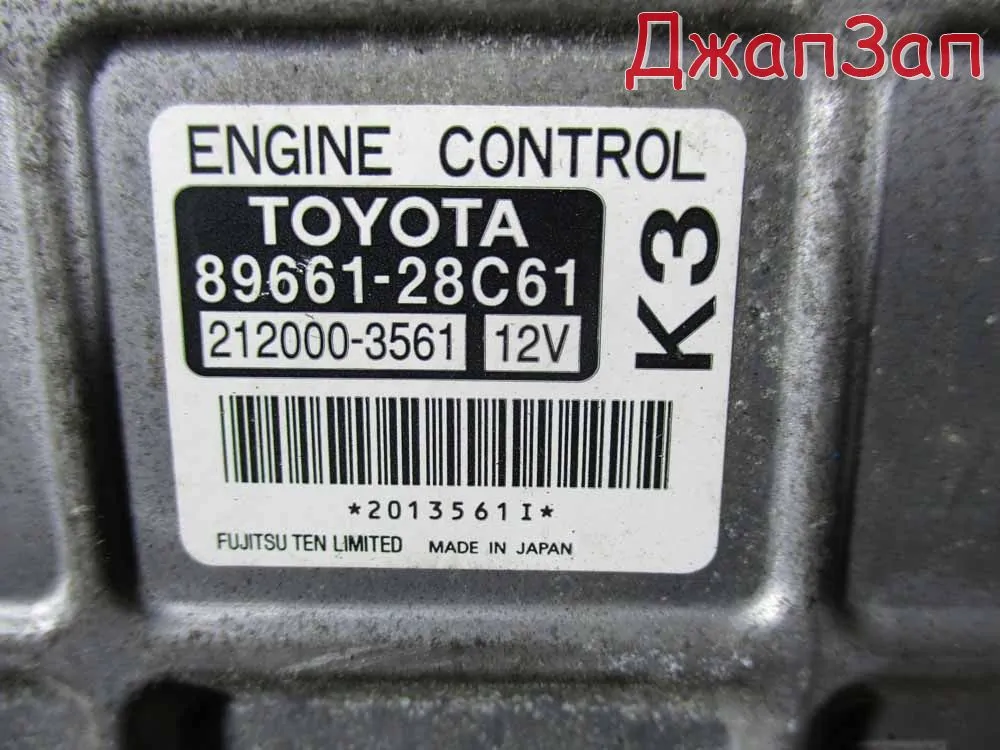 ДжапЗап
ENGINE CONTROL
TOYOTA
89661-28C61
212000-3561 12V
K3
*2013561I*
FUJITSU TEN LIMITED MADE IN JAPAN